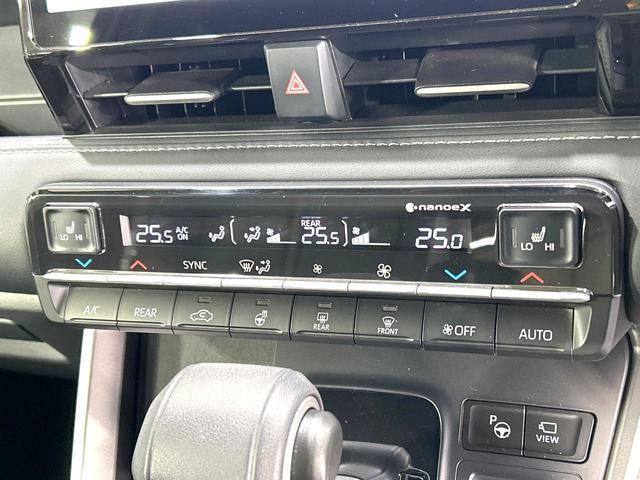 nanoeX
LO HI
25.5 A/C ON
REAR
25.5
25.0
LO HI
SYNC
A/C
REAR
REAR
FRONT
OFF
AUTO
P
VIEW